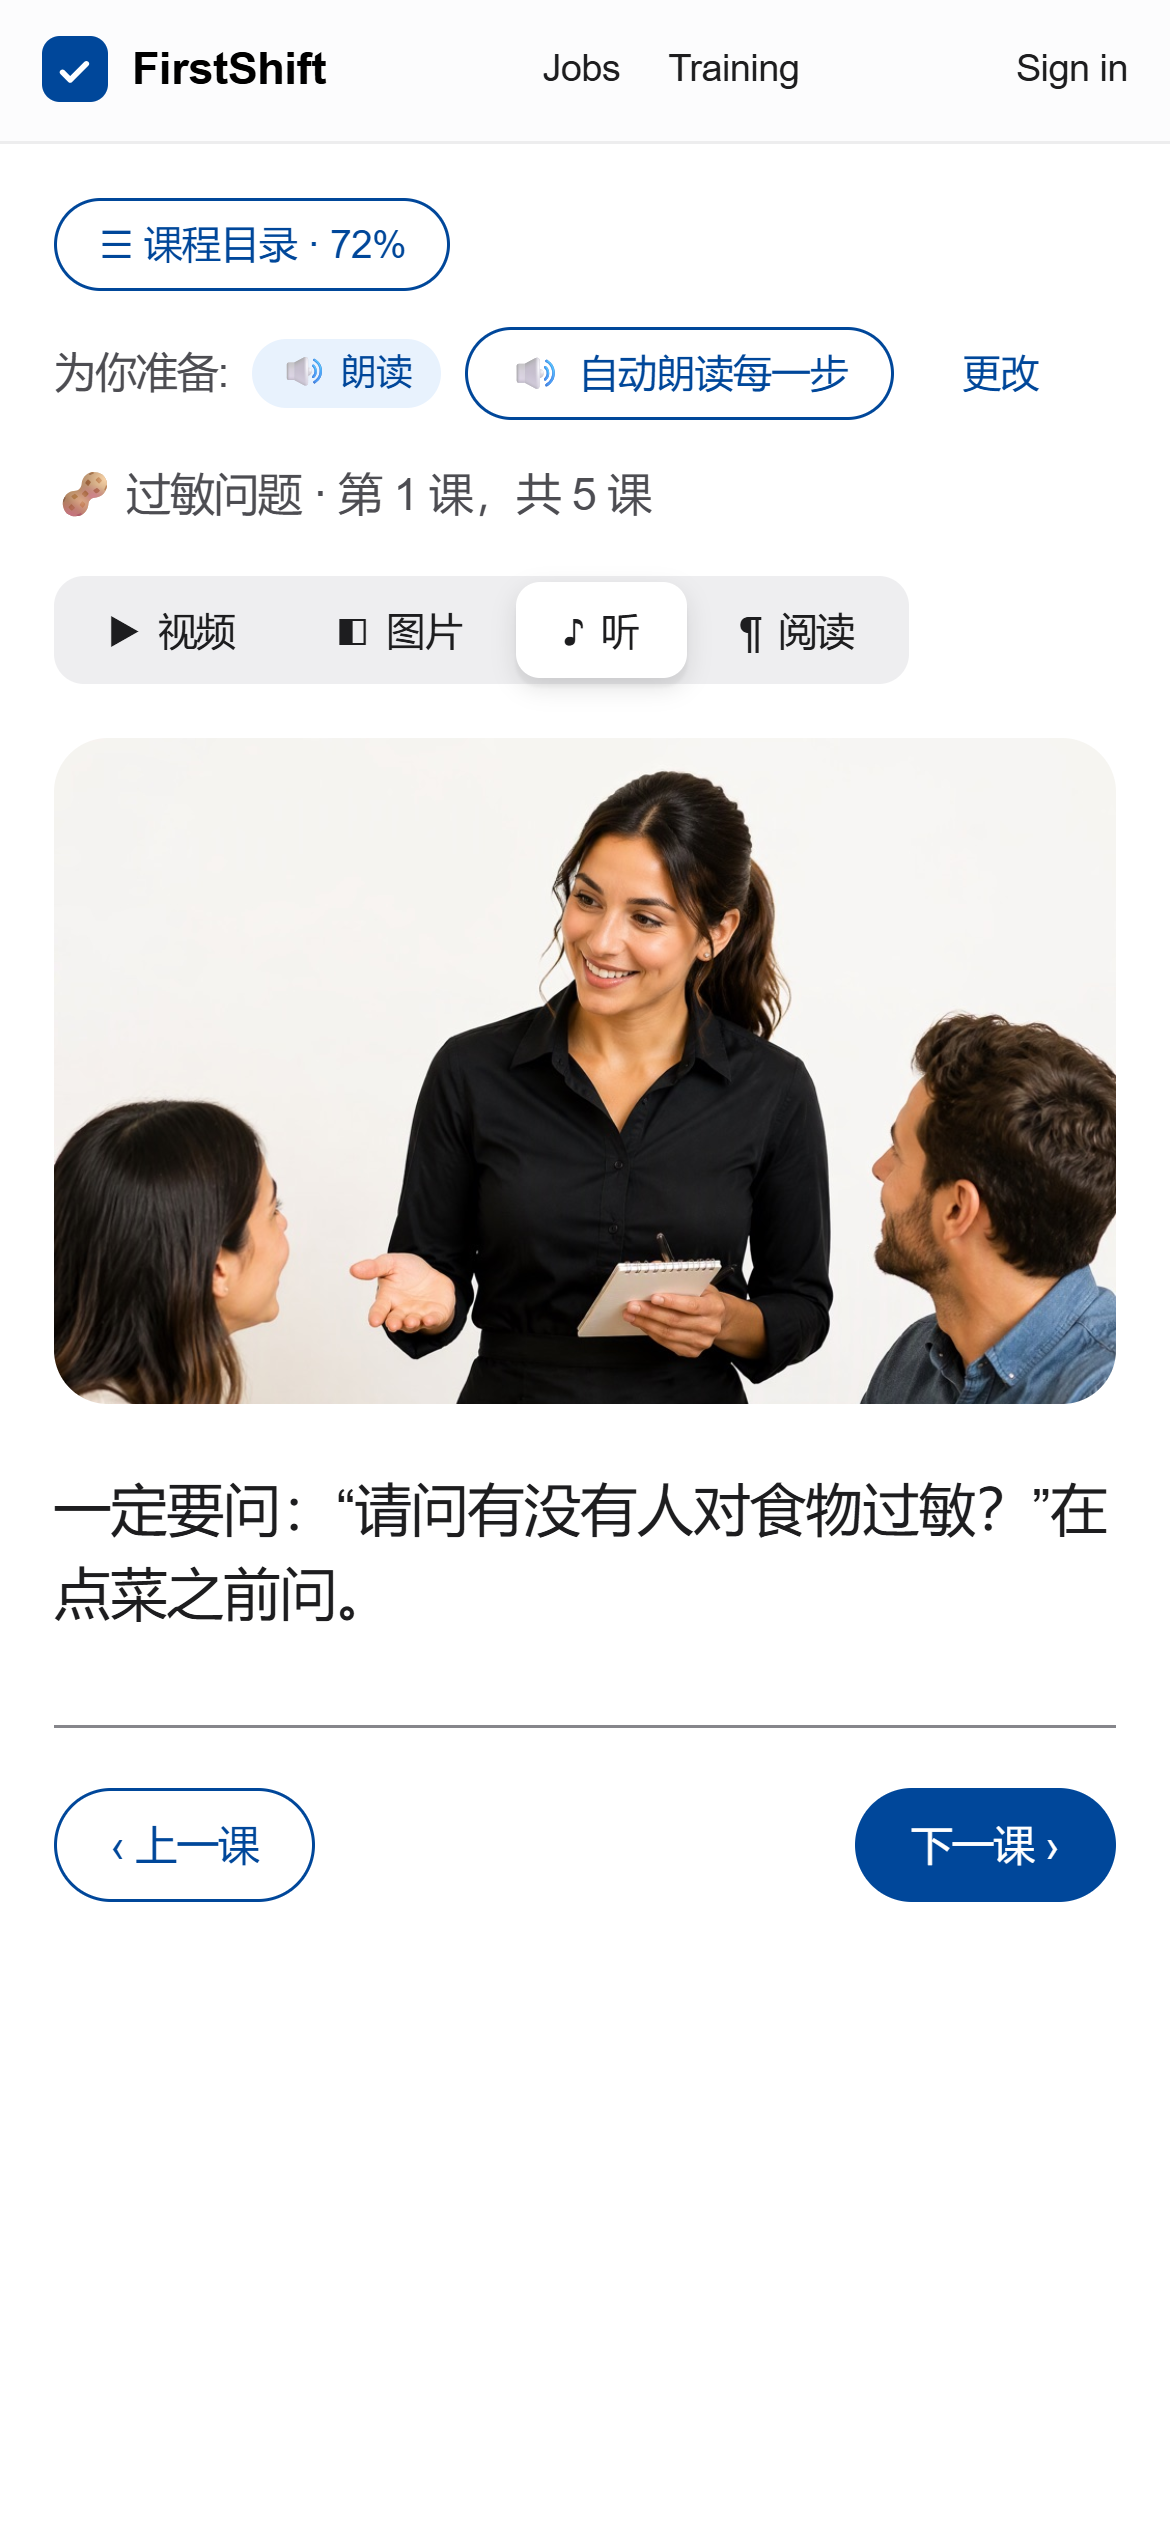 FirstShift
Jobs
Training
Sign in
☰ 课程目录 · 72%
为你准备:
朗读
自动朗读每一步
更改
过敏问题 · 第 1 课，共 5 课
▶ 视频
◧ 图片
♪ 听
¶ 阅读
一定要问：“请问有没有人对食物过敏？”在
点菜之前问。
‹ 上一课
下一课 ›